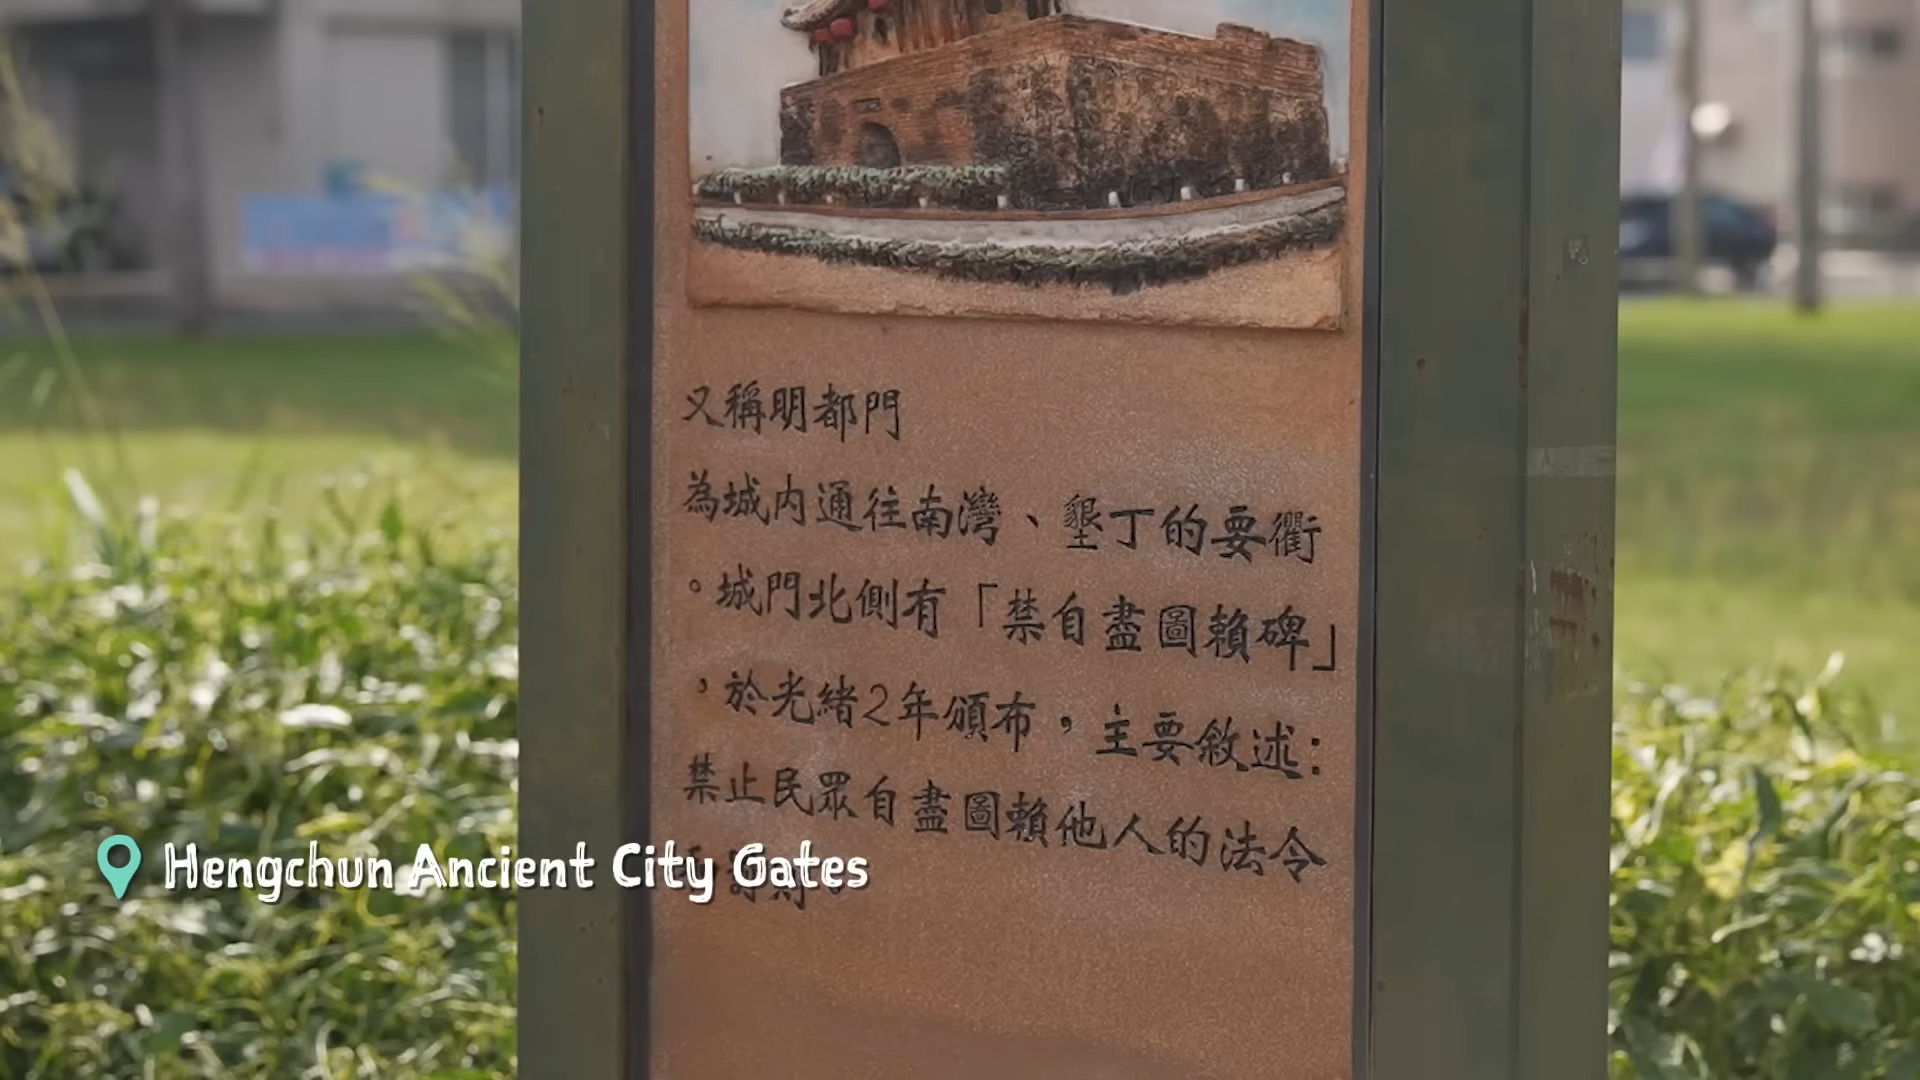 又稱明都門
為城內通往南灣、墾丁的要衢
。城門北側有「禁自盡圖賴碑」
，於光緒2年頒布，主要敘述：
禁止民眾自盡圖賴他人的法令
Hengchun Ancient City Gates